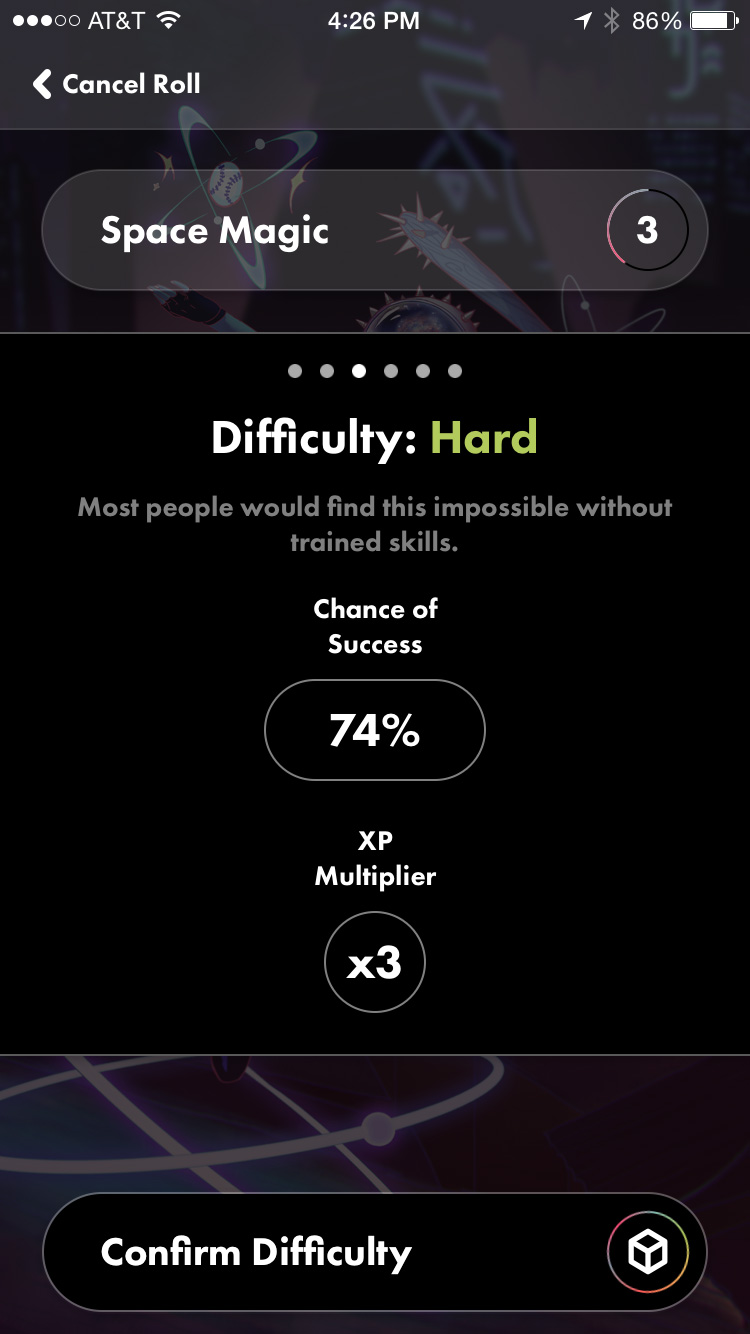 AT&T 4:26 PM 86%
Cancel Roll
Space Magic 3
Difficulty: Hard
Most people would find this impossible without
trained skills.
Chance of
Success
74%
XP
Multiplier
x3
Confirm Difficulty